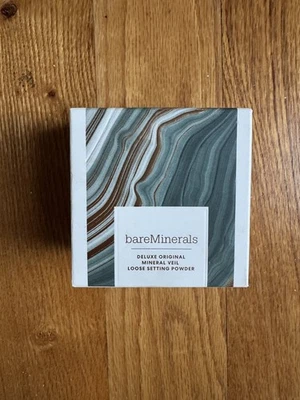 bareMinerals
DELUXE ORIGINAL
MINERAL VEIL
LOOSE SETTING POWDER